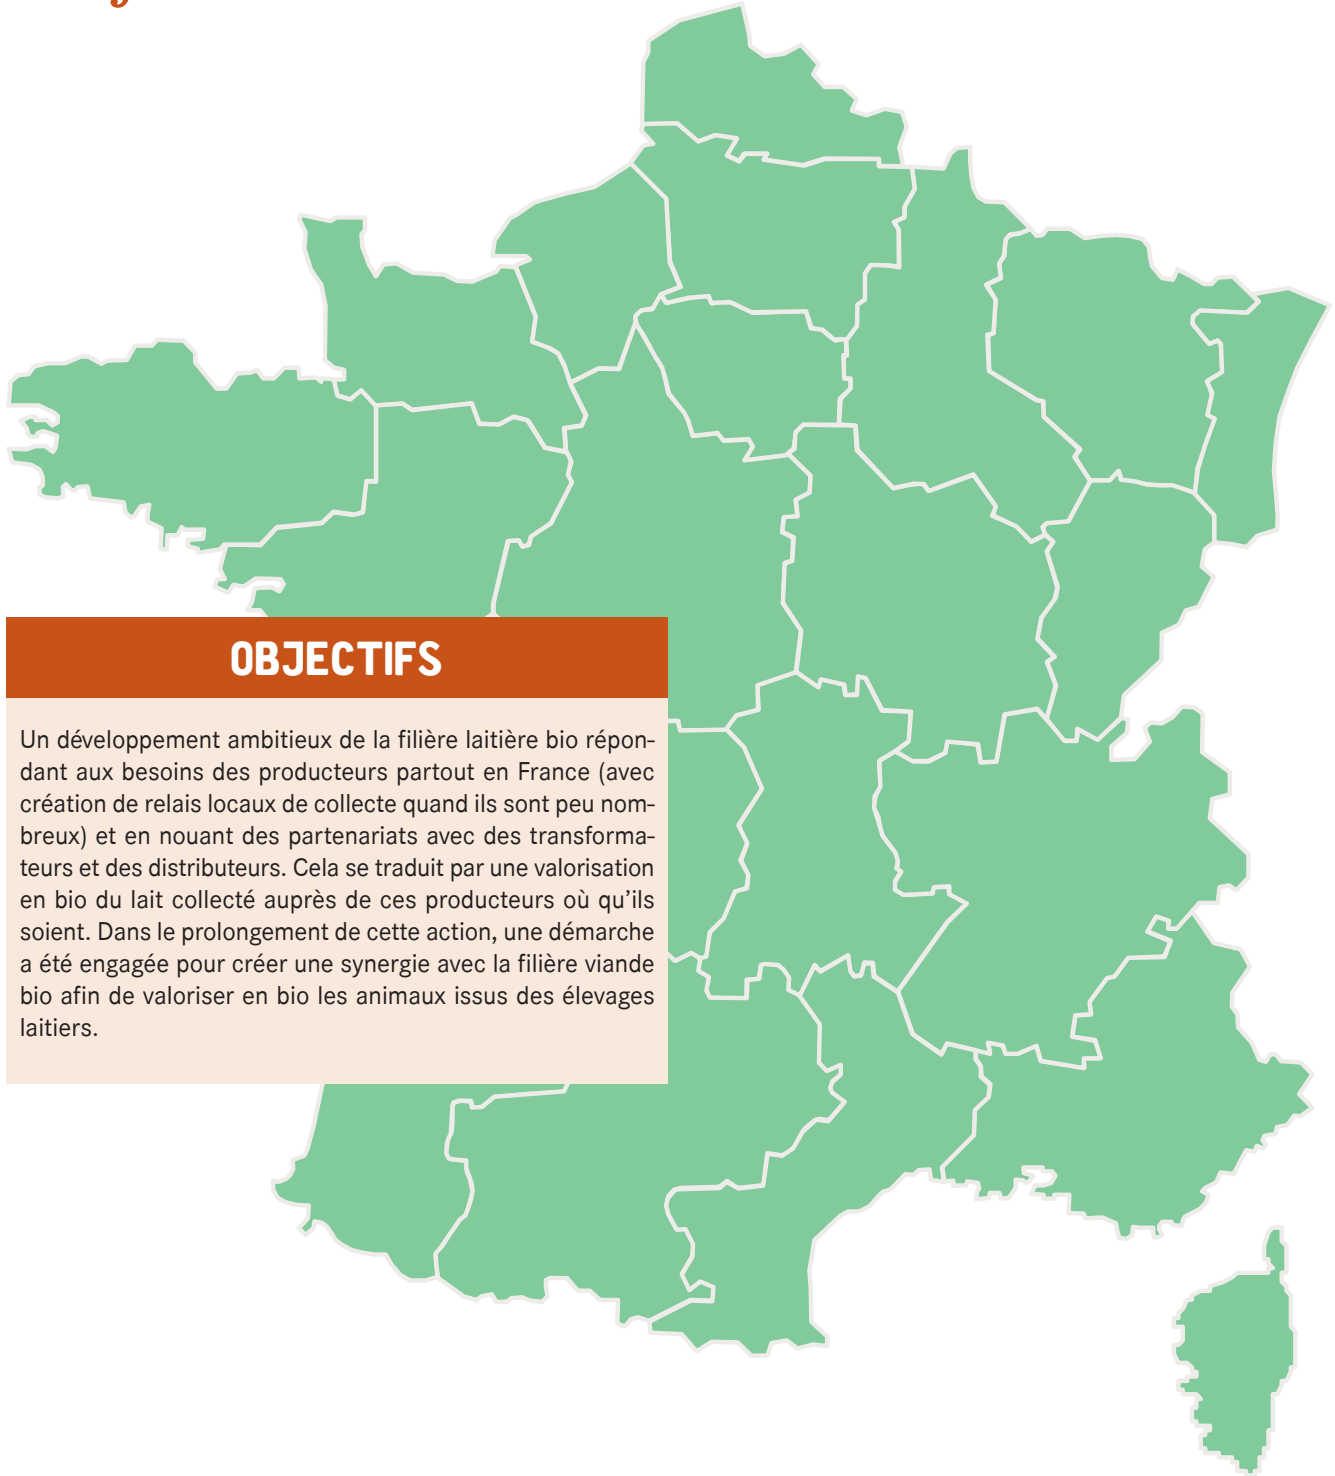 OBJECTIFS
Un développement ambitieux de la filière laitière bio répon-
dant aux besoins des producteurs partout en France (avec
création de relais locaux de collecte quand ils sont peu nom-
breux) et en nouant des partenariats avec des transforma-
teurs et des distributeurs. Cela se traduit par une valorisation
en bio du lait collecté auprès de ces producteurs où qu’ils
soient. Dans le prolongement de cette action, une démarche
a été engagée pour créer une synergie avec la filière viande
bio afin de valoriser en bio les animaux issus des élevages
laitiers.